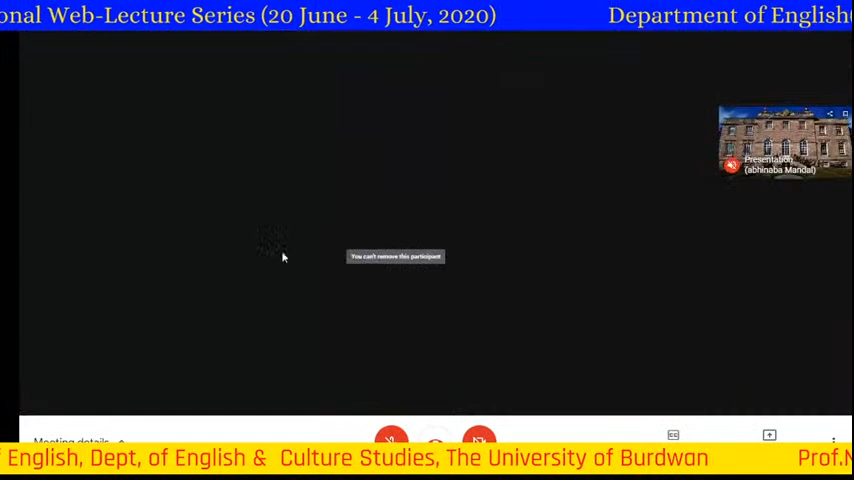 onal Web-Lecture Series (20 June - 4 July, 2020) Department of English(
Presentation
(abhinaba Mandal)
You can't remove this participant
Meeting details
CC
f English, Dept, of English & Culture Studies, The University of Burdwan Prof.N